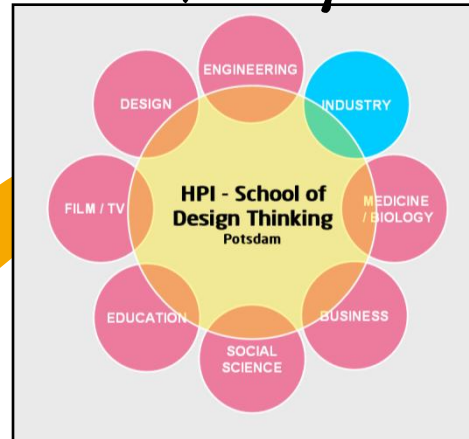 ENGINEERING
DESIGN
INDUSTRY
HPI - School of
Design Thinking
Potsdam
FILM / TV
MEDICINE
/ BIOLOGY
EDUCATION
BUSINESS
SOCIAL
SCIENCE